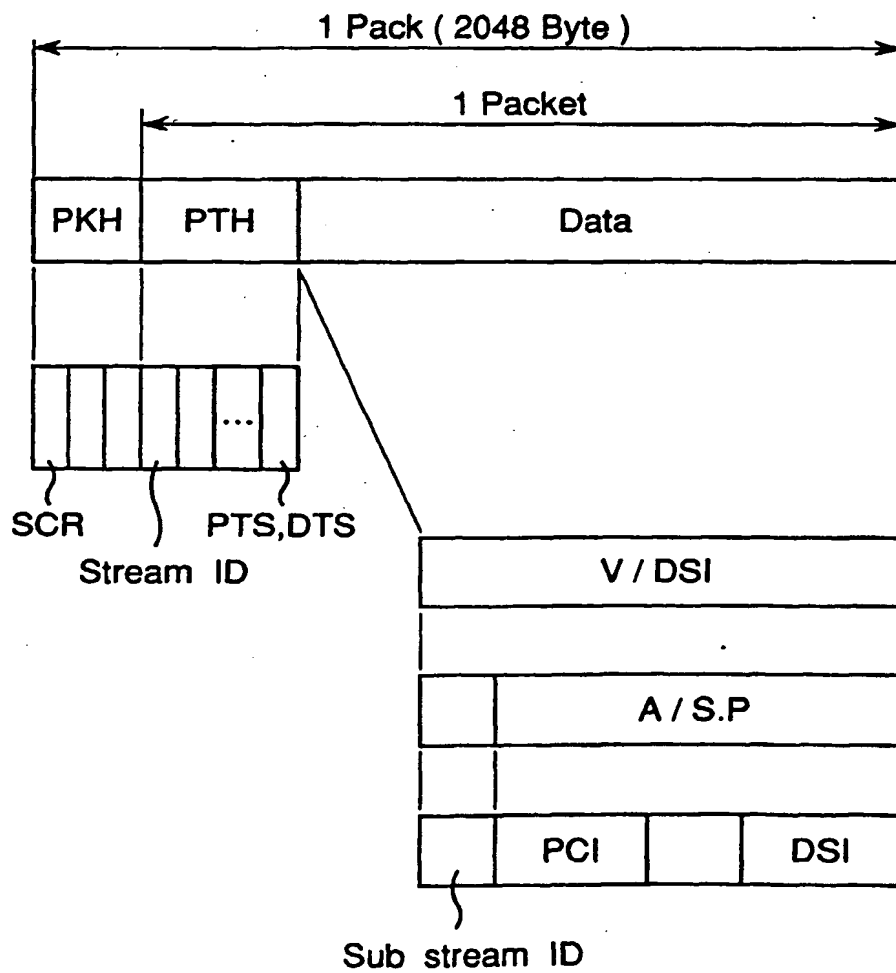 1 Pack ( 2048 Byte )
1 Packet
PKH PTH Data
...
SCR PTS,DTS
Stream ID
V / DSI
A / S.P
PCI DSI
Sub stream ID